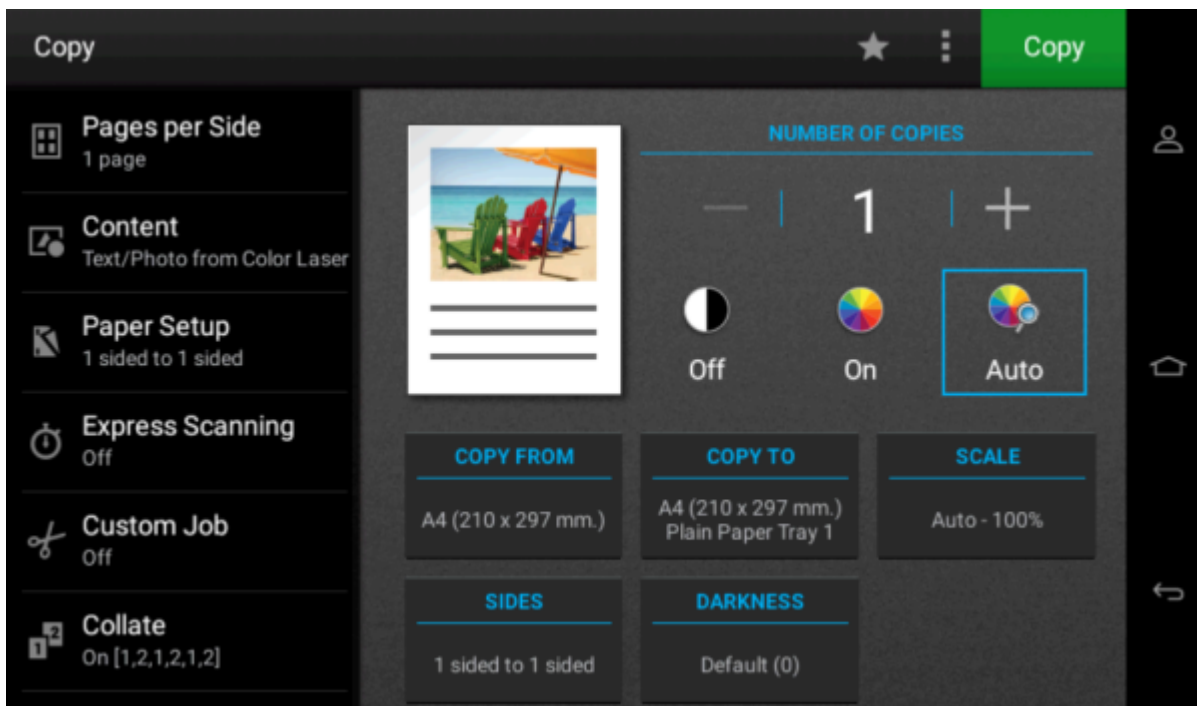 Copy
Copy
Pages per Side
1 page
Content
Text/Photo from Color Laser
Paper Setup
1 sided to 1 sided
Express Scanning
Off
Custom Job
Off
Collate
On [1,2,1,2,1,2]
NUMBER OF COPIES
1
Off
On
Auto
COPY FROM
A4 (210 x 297 mm.)
COPY TO
A4 (210 x 297 mm.)
Plain Paper Tray 1
SCALE
Auto - 100%
SIDES
1 sided to 1 sided
DARKNESS
Default (0)